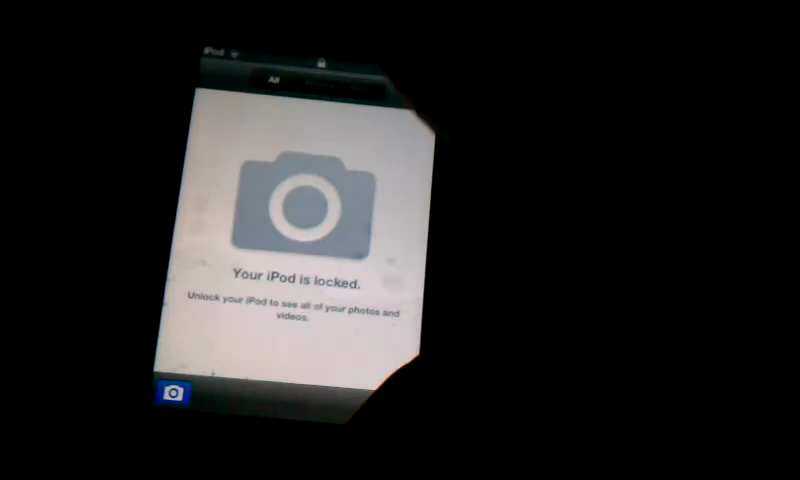 iPod
All
Your iPod is locked.
Unlock your iPod to see all of your photos and
videos.